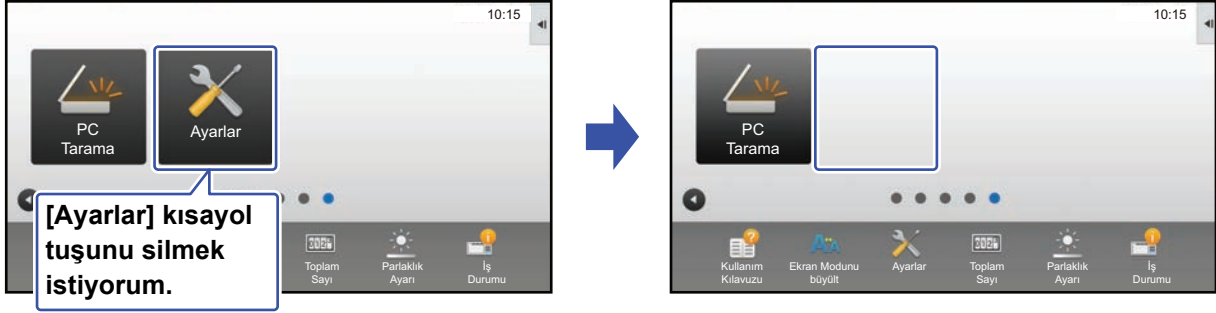 10:15
PC
Tarama
Ayarlar
[Ayarlar] kısayol
tuşunu silmek
istiyorum.
Toplam
Sayı
Parlaklık
Ayarı
İş
Durumu
10:15
PC
Tarama
Kullanım
Kılavuzu
Ekran Modunu
büyült
Ayarlar
Toplam
Sayı
Parlaklık
Ayarı
İş
Durumu